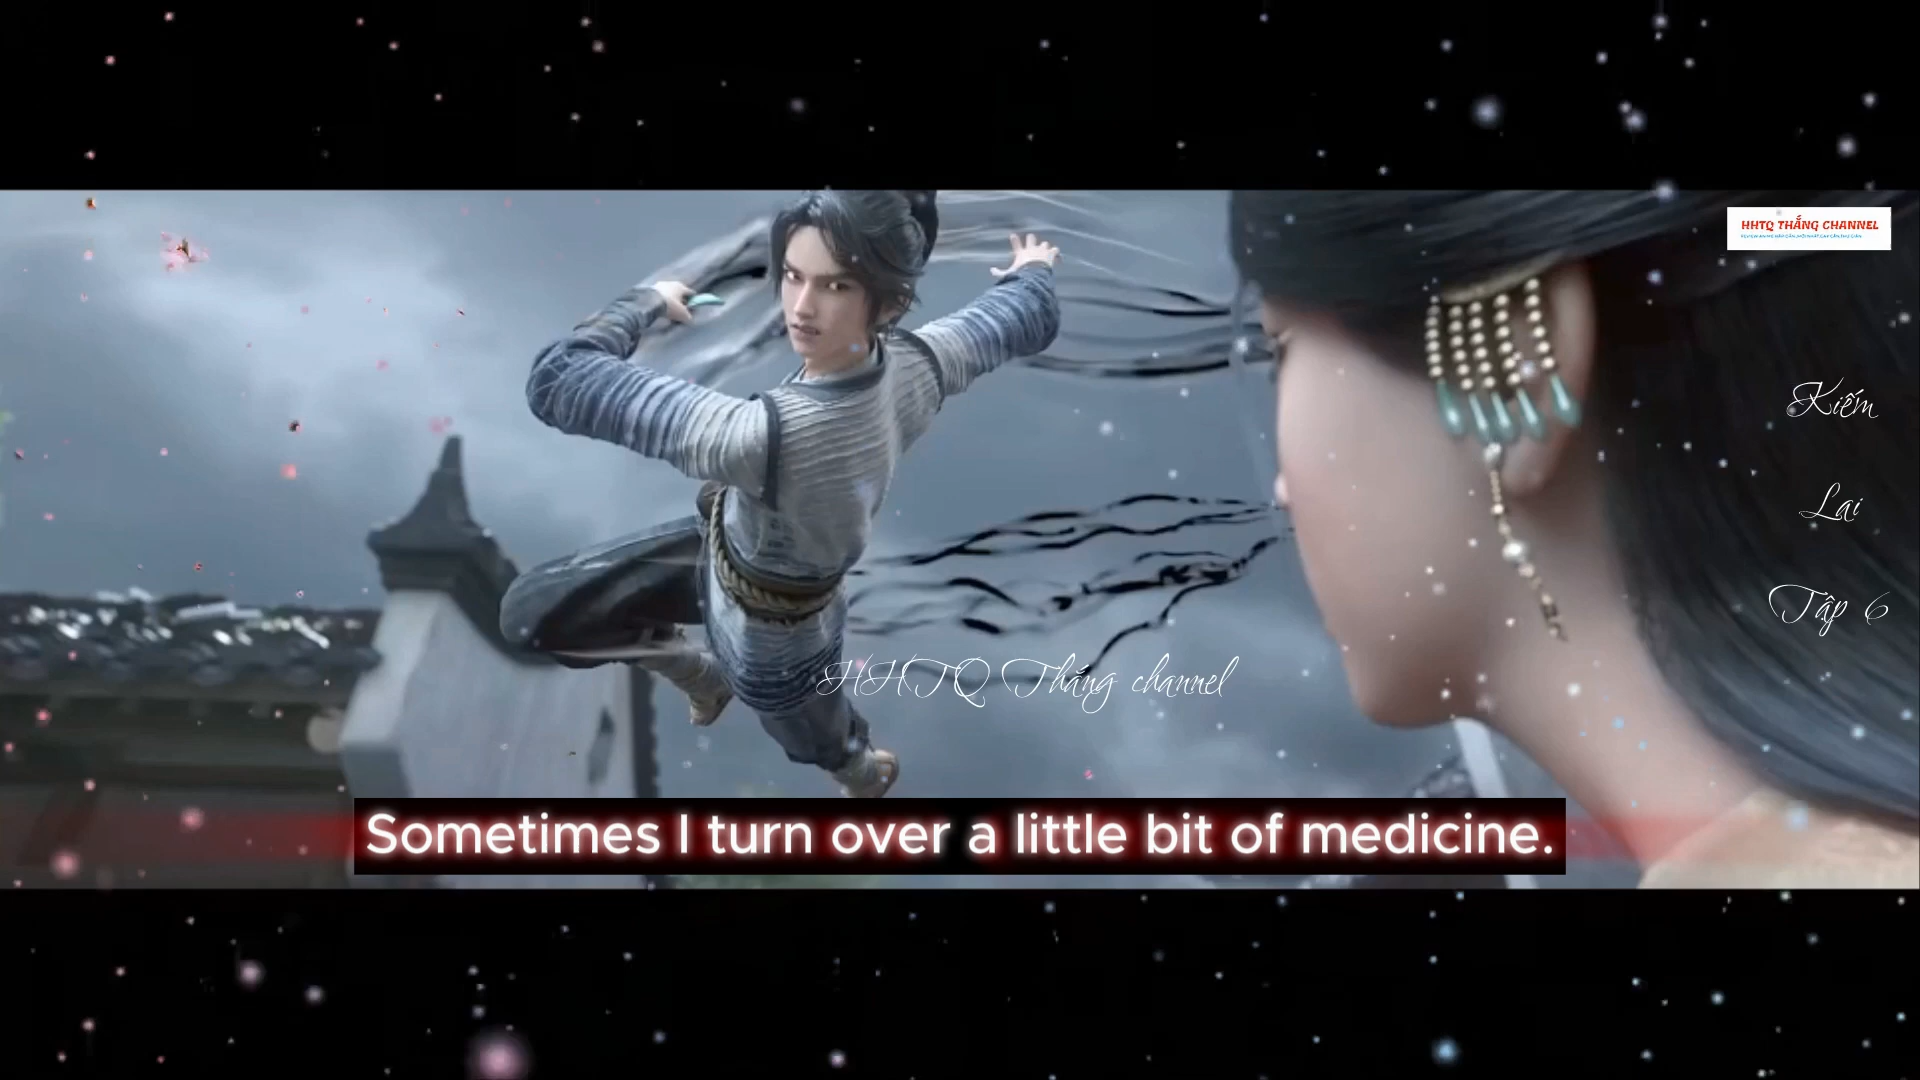 HHTQ THẮNG CHANNEL
Kiếm
Lai
Tập 6
HHTQ Thắng channel
Sometimes I turn over a little bit of medicine.